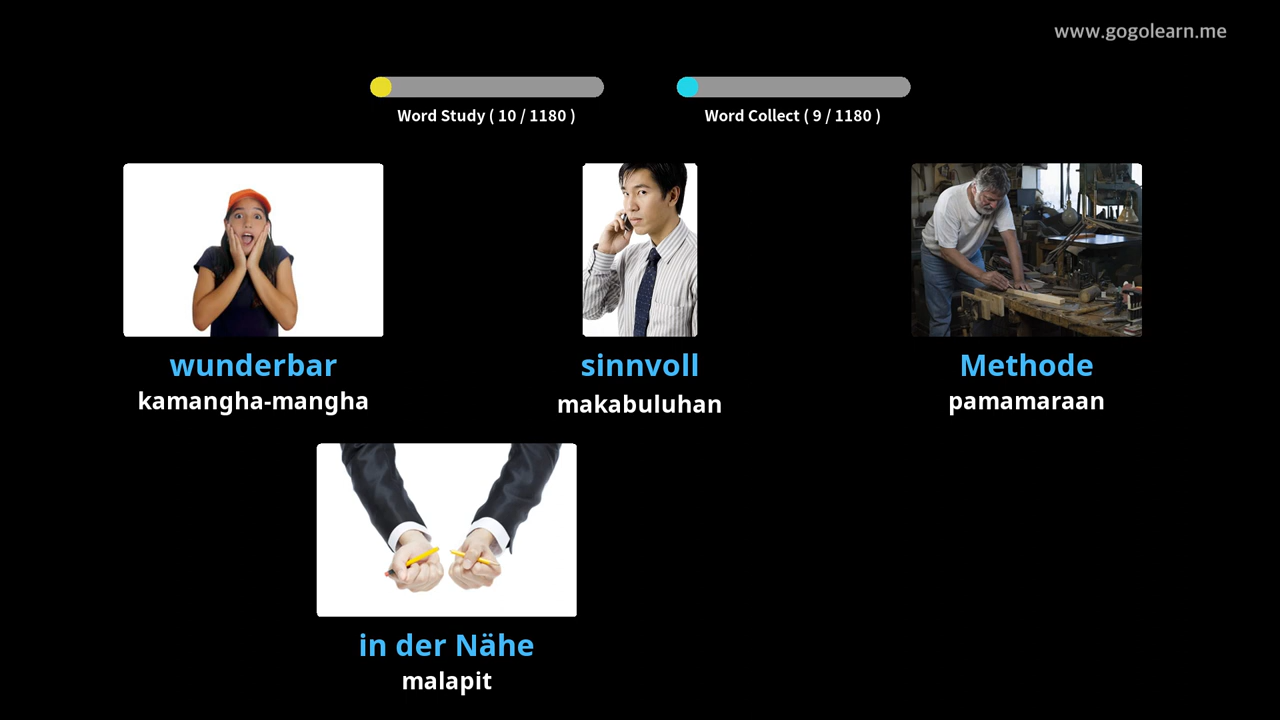 www.gogolearn.me
Word Study ( 10 / 1180 )
Word Collect ( 9 / 1180 )
wunderbar
kamangha-mangha
sinnvoll
makabuluhan
Methode
pamamaraan
in der Nähe
malapit